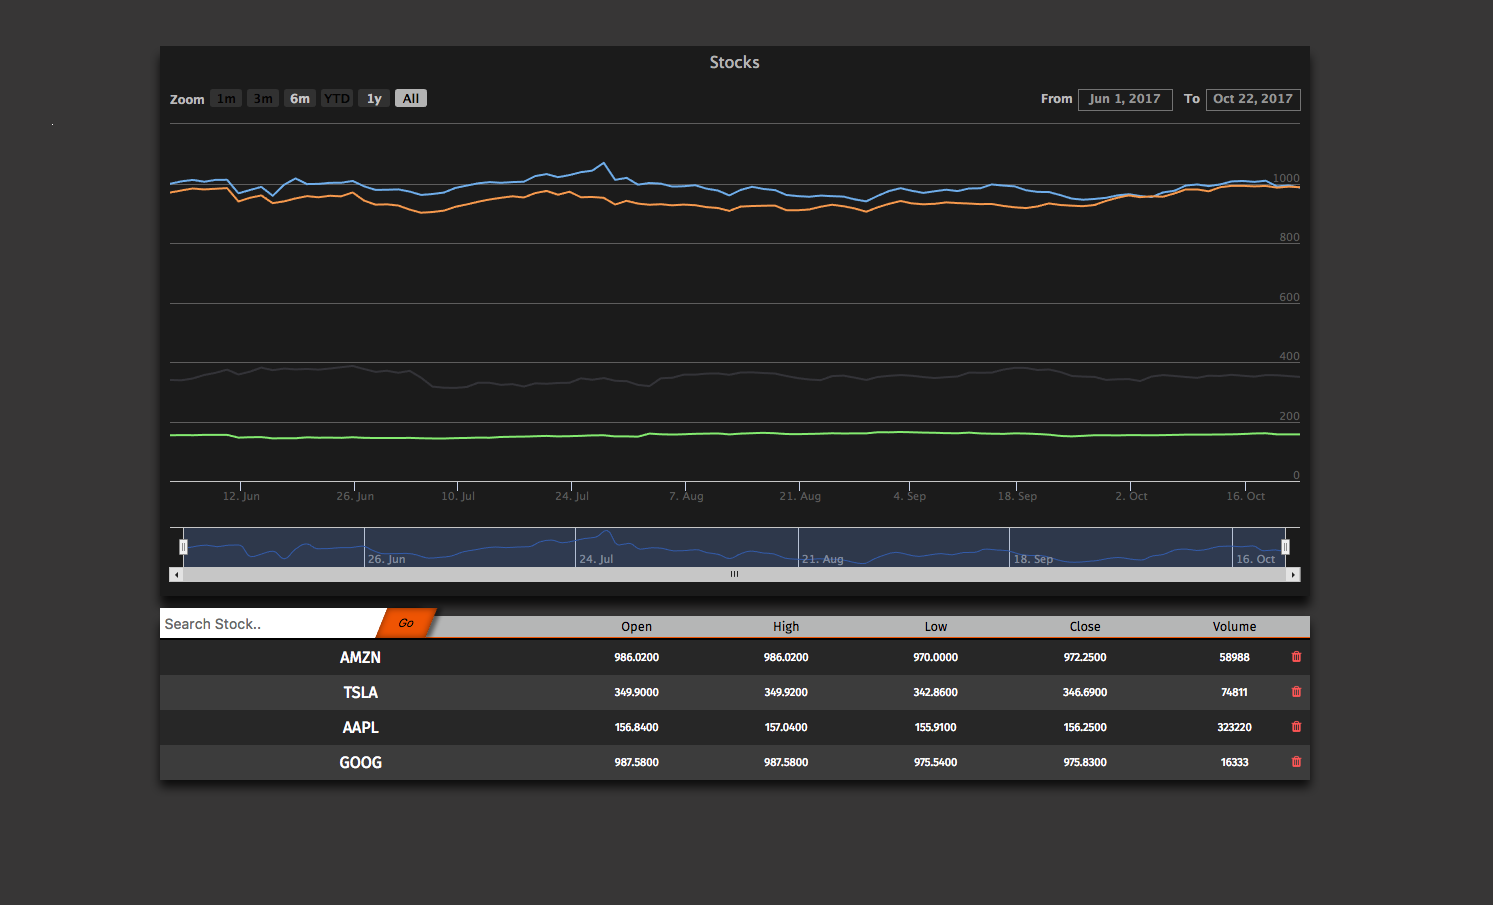 Stocks
Zoom 1m 3m 6m YTD 1y All From Jun 1, 2017 To Oct 22, 2017
1000
800
600
400
200
0
12. Jun 26. Jun 10. Jul 24. Jul 7. Aug 21. Aug 4. Sep 18. Sep 2. Oct 16. Oct
26. Jun 24. Jul 21. Aug 18. Sep 16. Oct
Search Stock.. Go Open High Low Close Volume
AMZN 986.0200 986.0200 970.0000 972.2500 58988
TSLA 349.9000 349.9200 342.8600 346.6900 74811
AAPL 156.8400 157.0400 155.9100 156.2500 323220
GOOG 987.5800 987.5800 975.5400 975.8300 16333